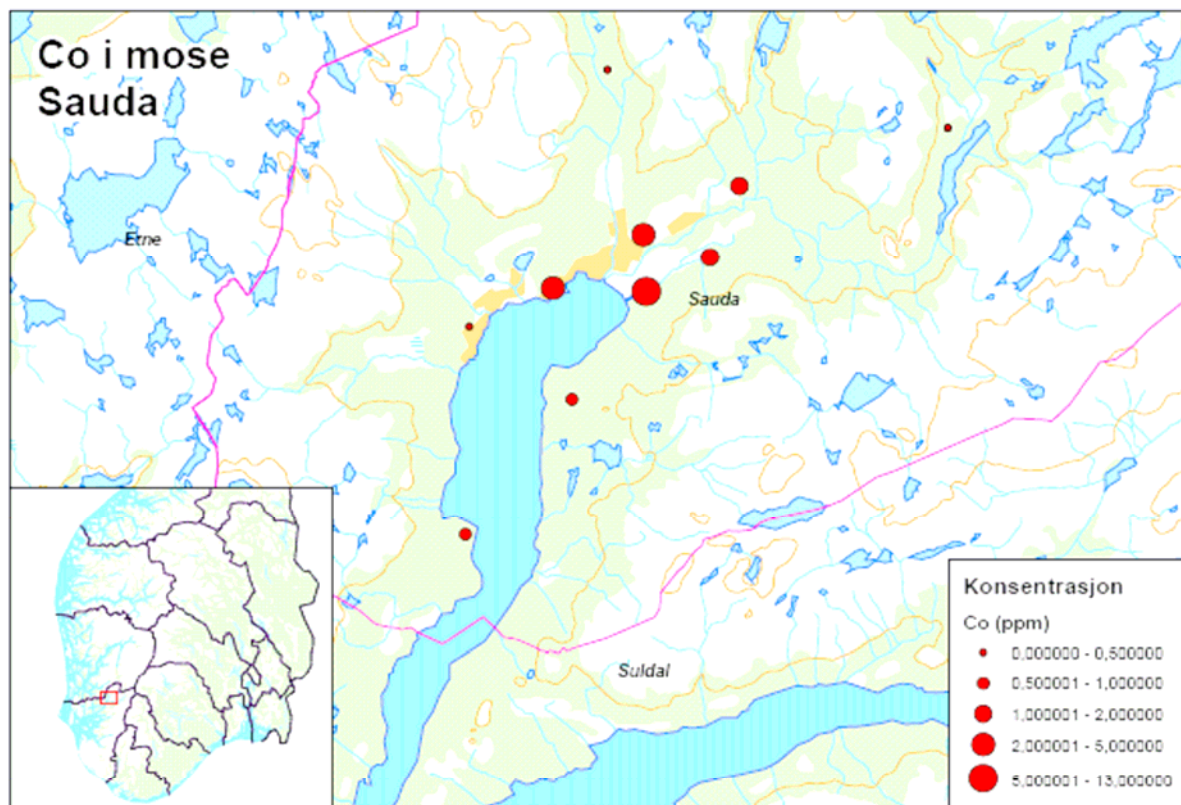 Co i mose
Sauda
Etne
Sauda
Suldal
Konsentrasjon
Co (ppm)
0,000000 - 0,500000
0,500001 - 1,000000
1,000001 - 2,000000
2,000001 - 5,000000
5,000001 - 13,000000